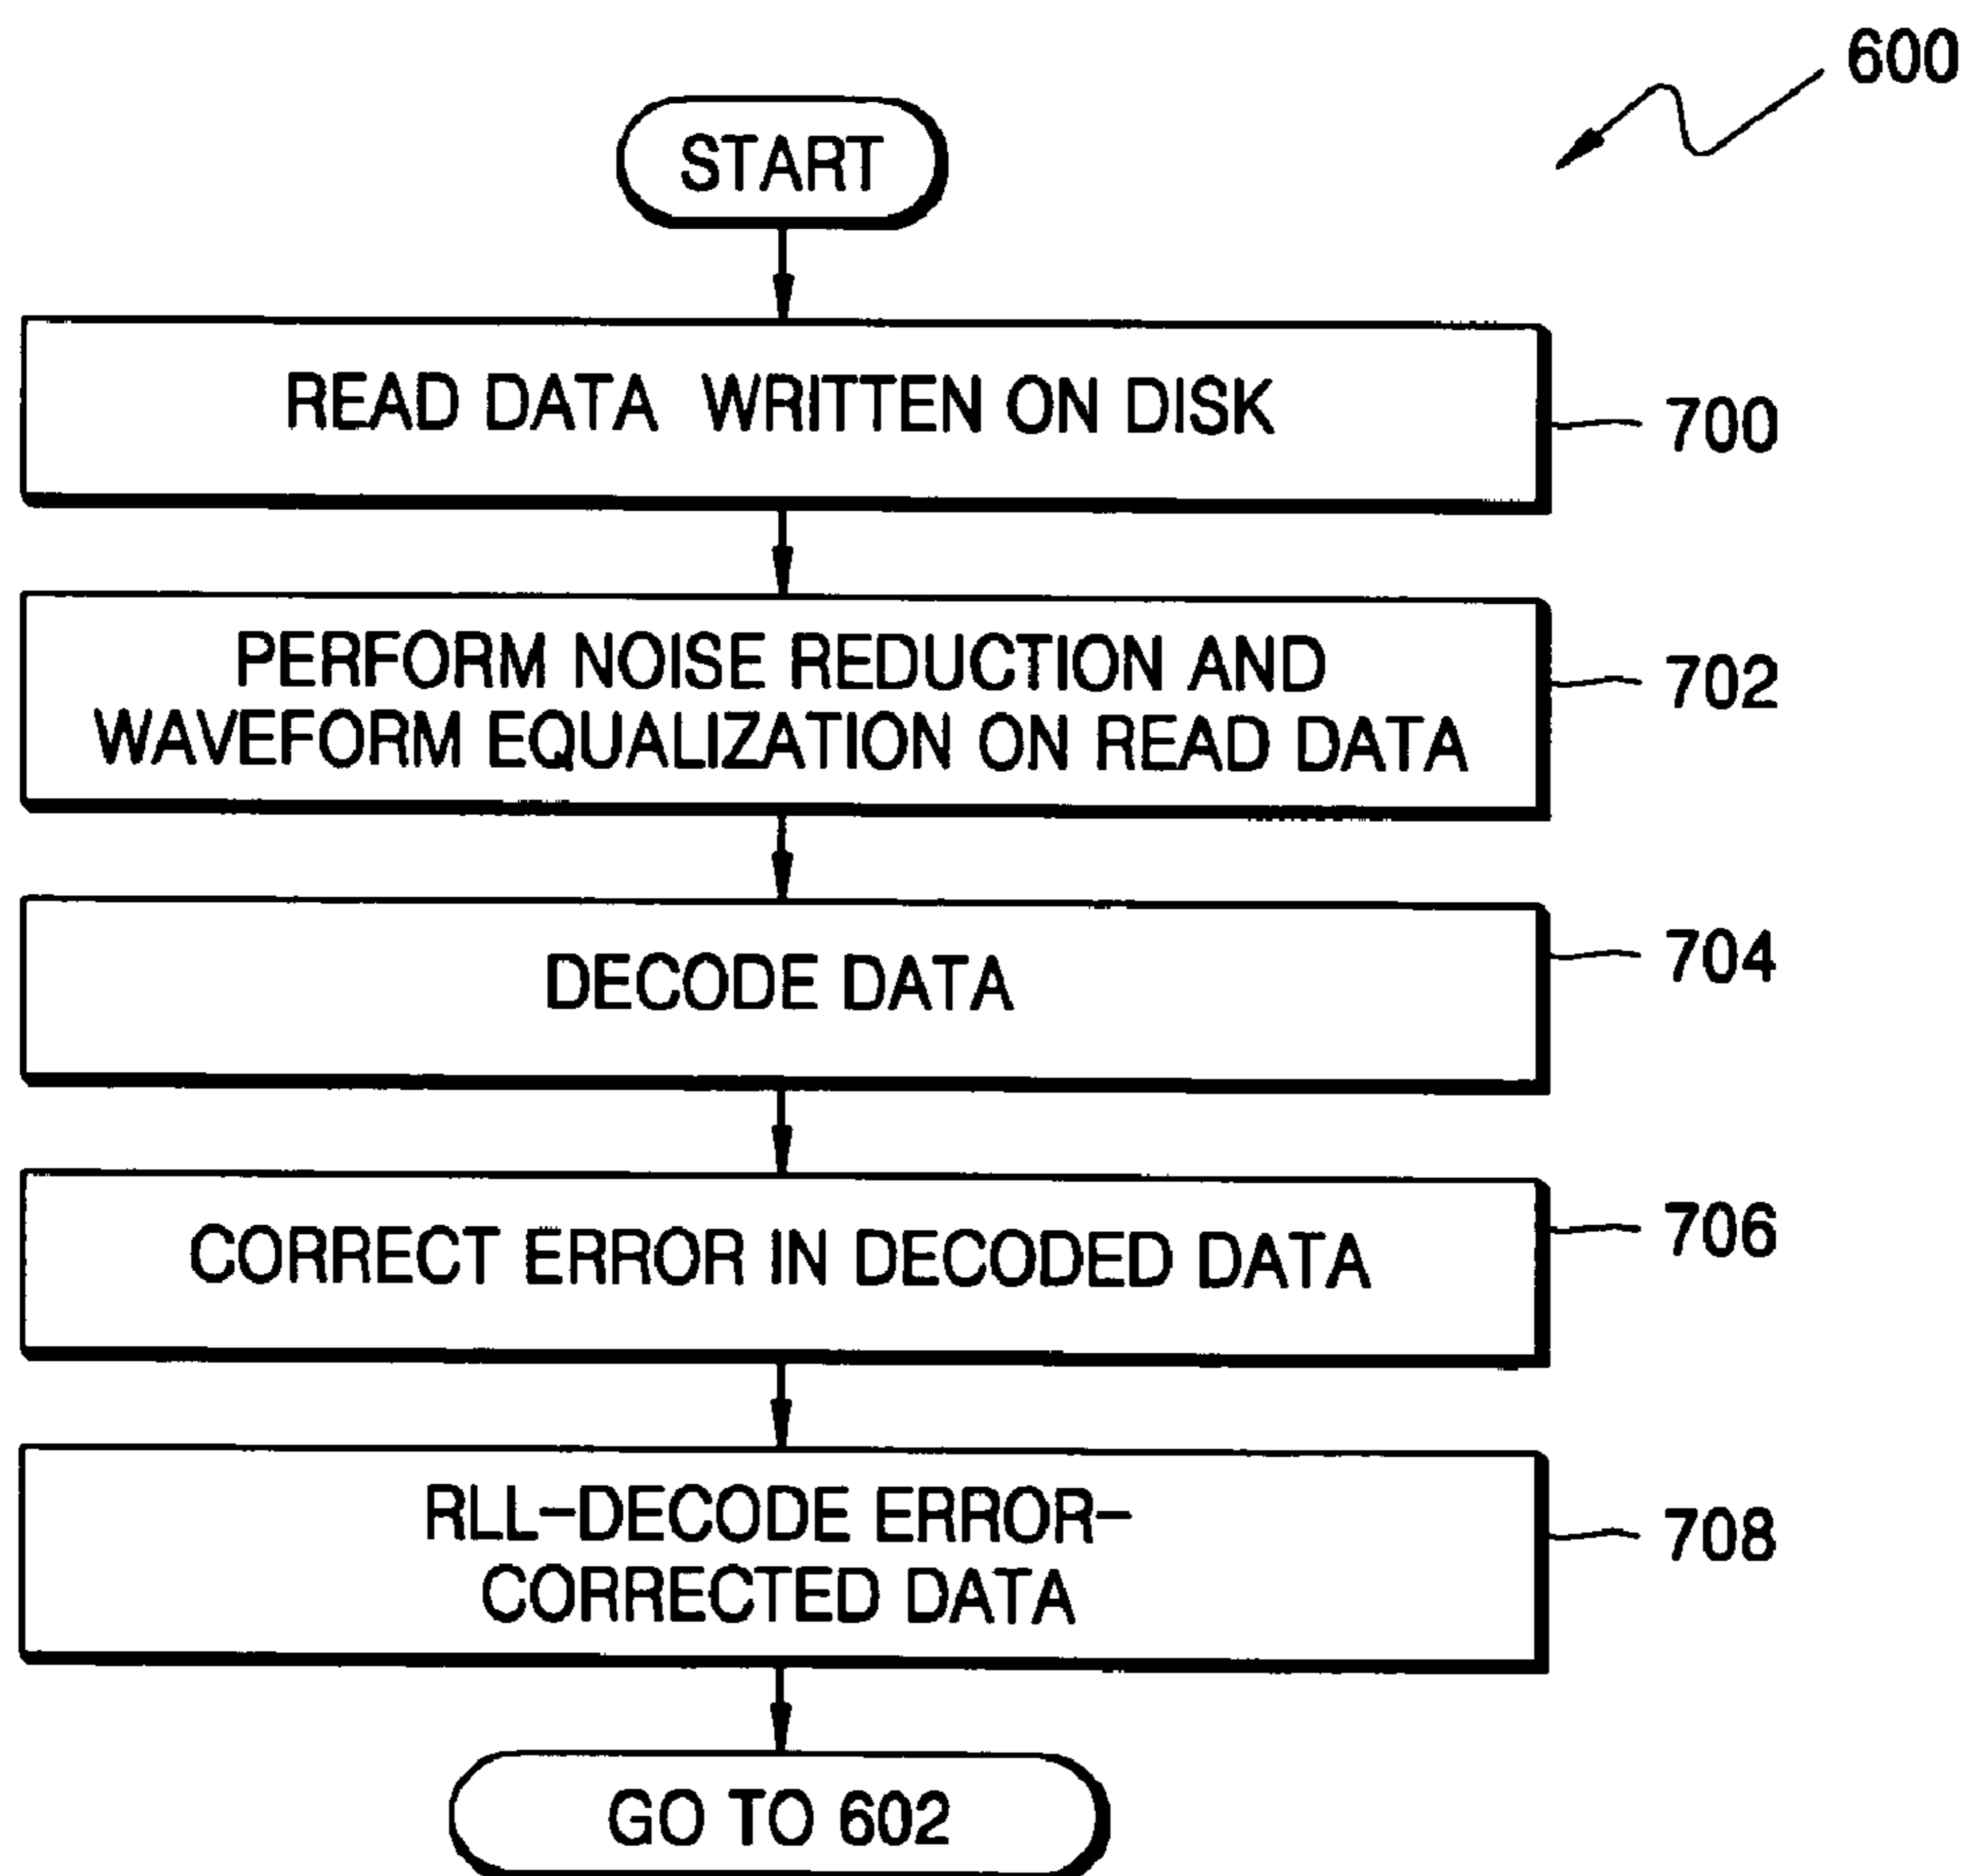 600
START
READ DATA WRITTEN ON DISK
700
PERFORM NOISE REDUCTION AND
WAVEFORM EQUALIZATION ON READ DATA
702
DECODE DATA
704
CORRECT ERROR IN DECODED DATA
706
RLL-DECODE ERROR-
CORRECTED DATA
708
GO TO 602